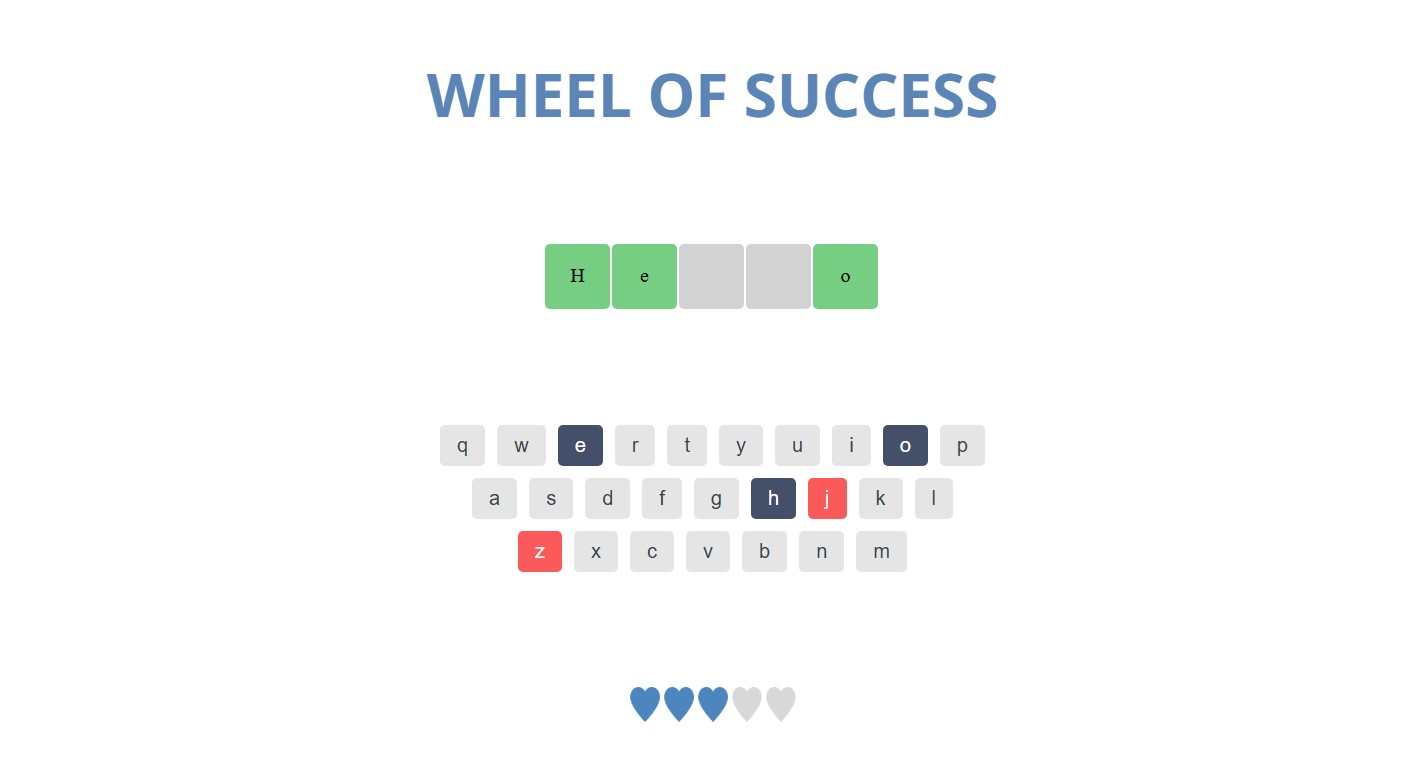 WHEEL OF SUCCESS
H e o
q w e r t y u i o p
a s d f g h j k l
z x c v b n m